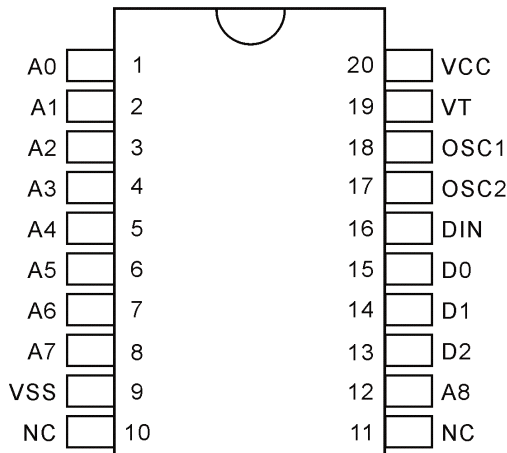 A0 1 20 VCC
A1 2 19 VT
A2 3 18 OSC1
A3 4 17 OSC2
A4 5 16 DIN
A5 6 15 D0
A6 7 14 D1
A7 8 13 D2
VSS 9 12 A8
NC 10 11 NC